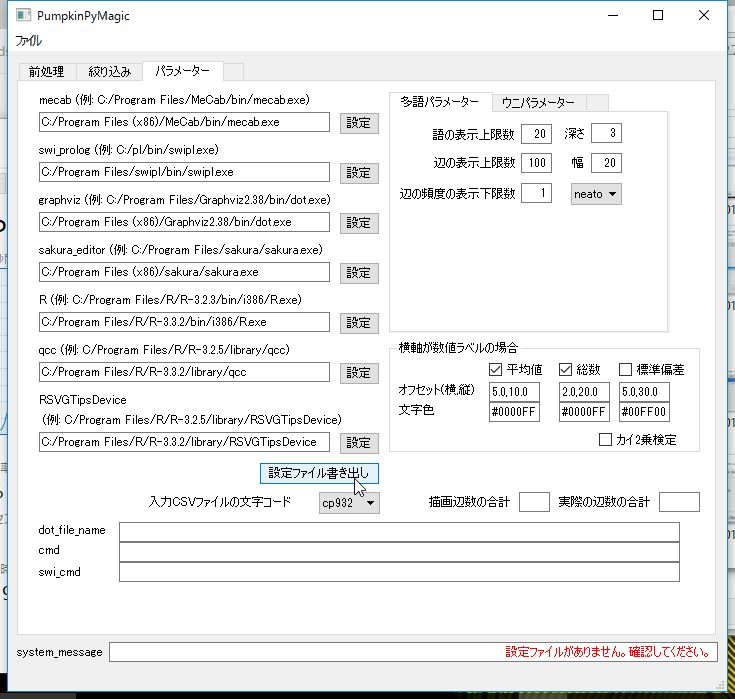 PumpkinPyMagic
ファイル
前処理 絞り込み パラメーター
mecab (例: C:/Program Files/MeCab/bin/mecab.exe)
C:/Program Files (x86)/MeCab/bin/mecab.exe 設定
swi_prolog (例: C:/pl/bin/swipl.exe)
C:/Program Files/swipl/bin/swipl.exe 設定
graphviz (例: C:/Program Files/Graphviz2.38/bin/dot.exe)
C:/Program Files (x86)/Graphviz2.38/bin/dot.exe 設定
sakura_editor (例: C:/Program Files/sakura/sakura.exe)
C:/Program Files (x86)/sakura/sakura.exe 設定
R (例: C:/Program Files/R/R-3.2.3/bin/i386/R.exe)
C:/Program Files/R/R-3.3.2/bin/i386/R.exe 設定
qcc (例: C/Program Files/R/R-3.2.5/library/qcc)
C:/Program Files/R/R-3.3.2/library/qcc 設定
RSVGTipsDevice
(例: C/Program Files/R/R-3.2.5/library/RSVGTipsDevice)
C:/Program Files/R/R-3.3.2/library/RSVGTipsDevice 設定
多語パラメーター ウニパラメーター
語の表示上限数 20 深さ 3
辺の表示上限数 100 幅 20
辺の頻度の表示下限数 1 neato
横軸が数値ラベルの場合
平均値 総数 標準偏差
オフセット(横,縦) 5.0,10.0 2.0,20.0 5.0,30.0
文字色 #0000FF #0000FF #00FF00
カイ2乗検定
設定ファイル書き出し
入力CSVファイルの文字コード cp932 描画辺数の合計 実際の辺数の合計
dot_file_name
cmd
swi_cmd
system_message 設定ファイルがありません。確認してください。